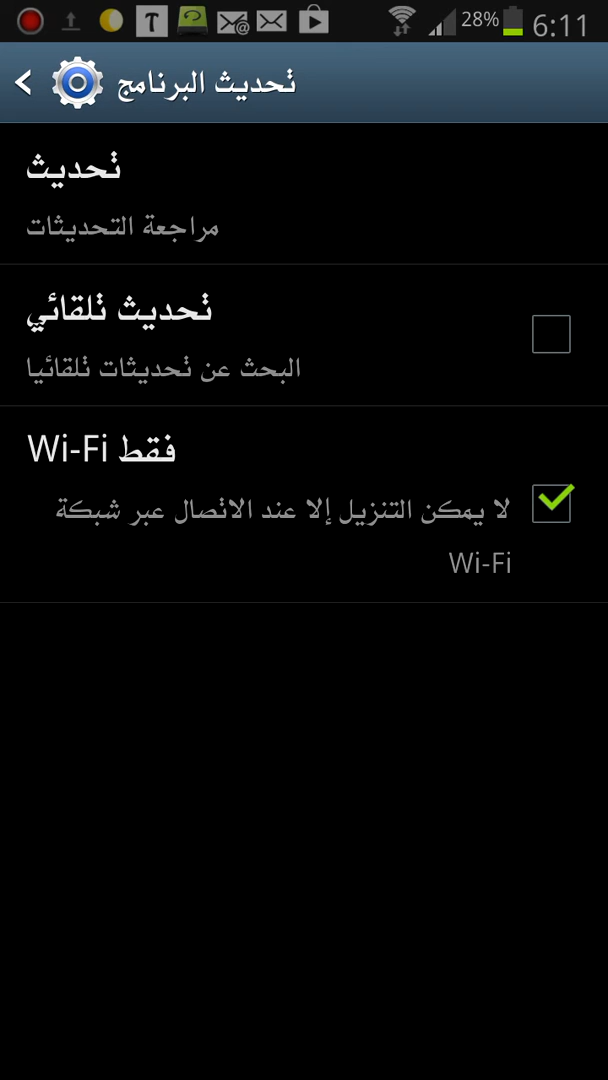 28% 6:11
تحديث البرنامج
تحديث
مراجعة التحديثات
تحديث تلقائي
البحث عن تحديثات تلقائيا
فقط Wi-Fi
لا يمكن التنزيل إلا عند الاتصال عبر شبكة
Wi-Fi